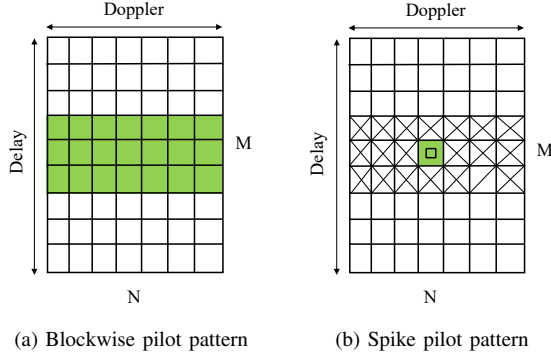 Doppler
Delay
M
N
(a) Blockwise pilot pattern
Doppler
Delay
M
N
(b) Spike pilot pattern